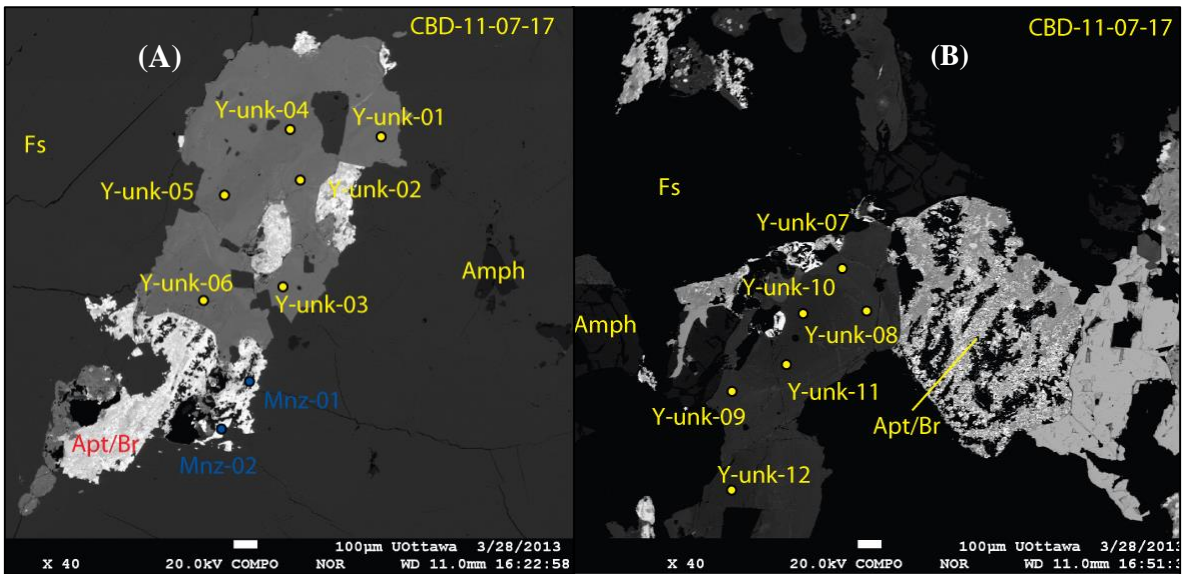 CBD-11-07-17
(A)
Y-unk-04
Y-unk-01
Fs
Y-unk-05
Y-unk-02
Amph
Y-unk-06
Y-unk-03
Mnz-01
Apt/Br
Mnz-02
100µm UOttawa 3/28/2013
X 40 20.0kV COMPO NOR WD 11.0mm 16:22:58
CBD-11-07-17
(B)
Fs
Y-unk-07
Y-unk-10
Amph
Y-unk-08
Y-unk-11
Y-unk-09
Apt/Br
Y-unk-12
100µm UOttawa 3/28/2013
X 40 20.0kV COMPO NOR WD 11.0mm 16:51:3